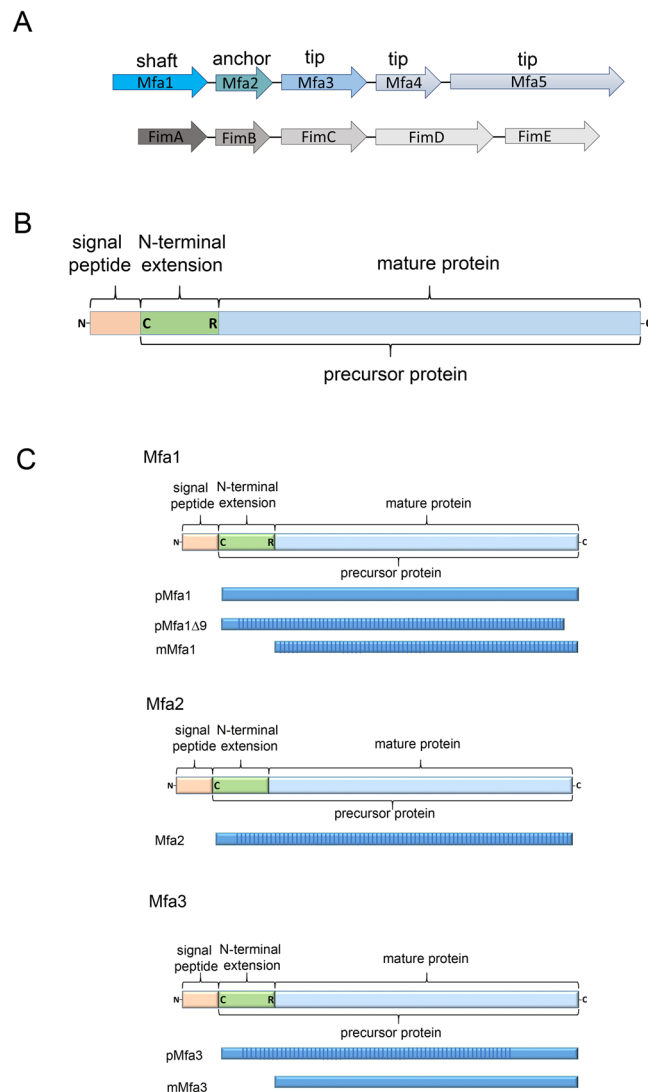 A
shaft anchor tip tip tip
Mfa1 Mfa2 Mfa3 Mfa4 Mfa5
FimA FimB FimC FimD FimE
B
signal N-terminal
peptide extension mature protein
N C R C
precursor protein
C
Mfa1
signal N-terminal
peptide extension mature protein
N C R C
precursor protein
pMfa1
pMfa1Δ9
mMfa1
Mfa2
signal N-terminal
peptide extension mature protein
N C C
precursor protein
Mfa2
Mfa3
signal N-terminal
peptide extension mature protein
N C R C
precursor protein
pMfa3
mMfa3